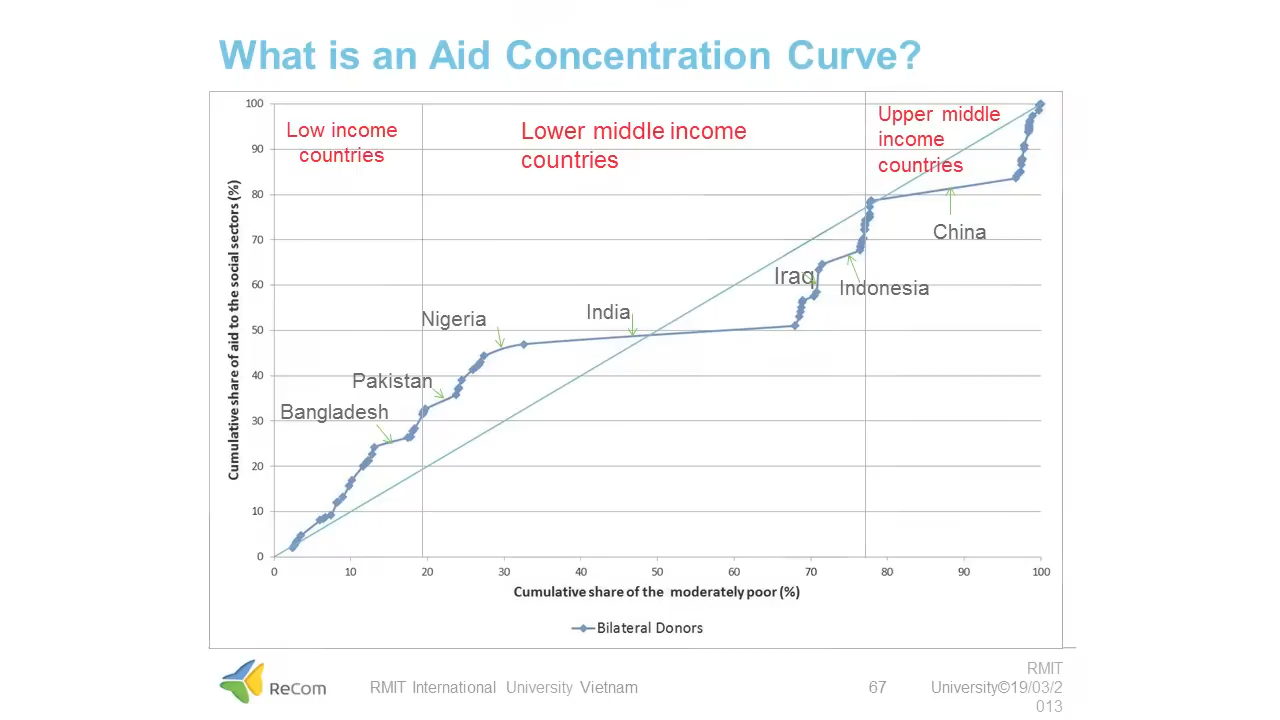 What is an Aid Concentration Curve?
Low income
countries
Lower middle income
countries
Upper middle
income
countries
Cumulative share of aid to the social sectors (%)
100
90
80
70
60
50
40
30
20
10
0
China
Iraq
Indonesia
India
Nigeria
Pakistan
Bangladesh
0 10 20 30 40 50 60 70 80 90 100
Cumulative share of the moderately poor (%)
Bilateral Donors
ReCom
RMIT International University Vietnam
67
RMIT
University©19/03/2
013